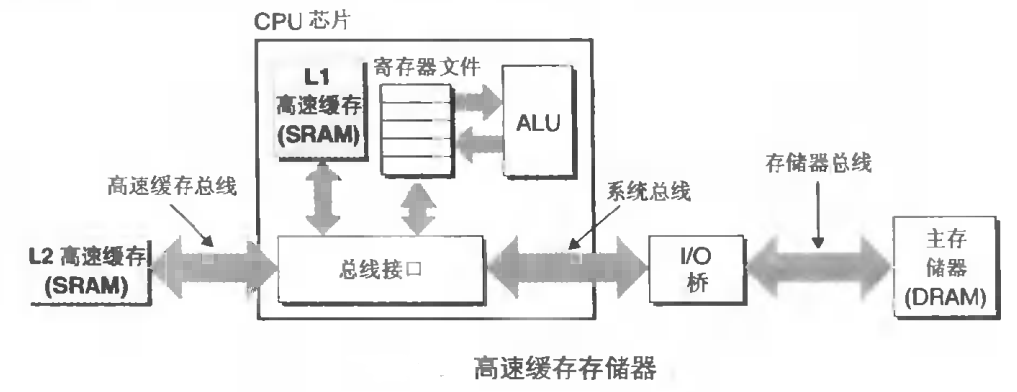 CPU 芯片
L1
高速缓存
(SRAM)
寄存器文件
ALU
高速缓存总线
系统总线
存储器总线
L2 高速缓存
(SRAM)
总线接口
I/O
桥
主存
储器
(DRAM)
高速缓存存储器